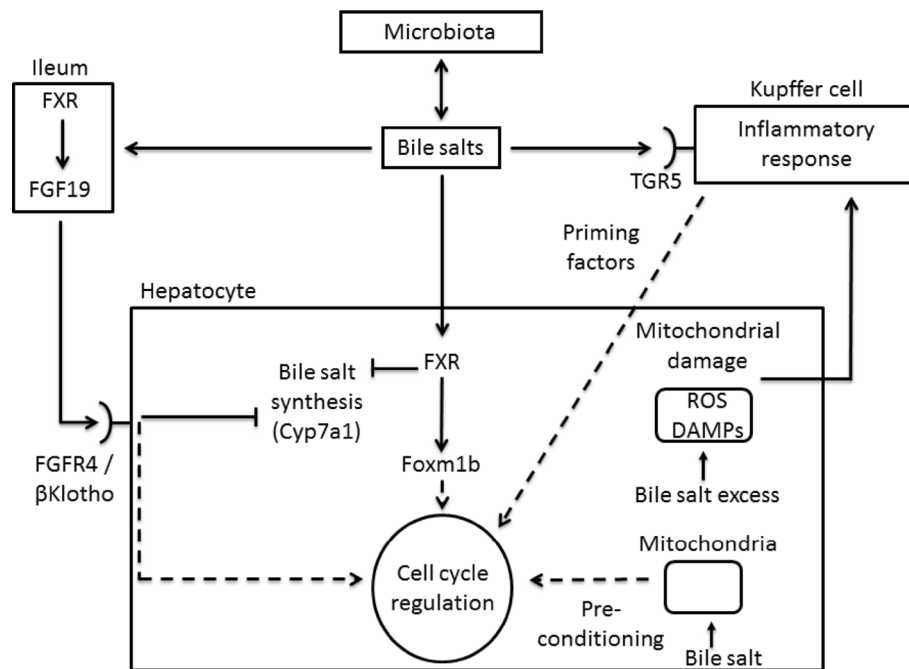 Microbiota
Ileum
FXR
FGF19
Bile salts
Kupffer cell
Inflammatory
response
TGR5
Priming
factors
Hepatocyte
Mitochondrial
damage
FXR
Bile salt
synthesis
(Cyp7a1)
ROS
DAMPs
FGFR4 /
βKlotho
Foxm1b
Bile salt excess
Mitochondria
Cell cycle
regulation
Pre-
conditioning
Bile salt